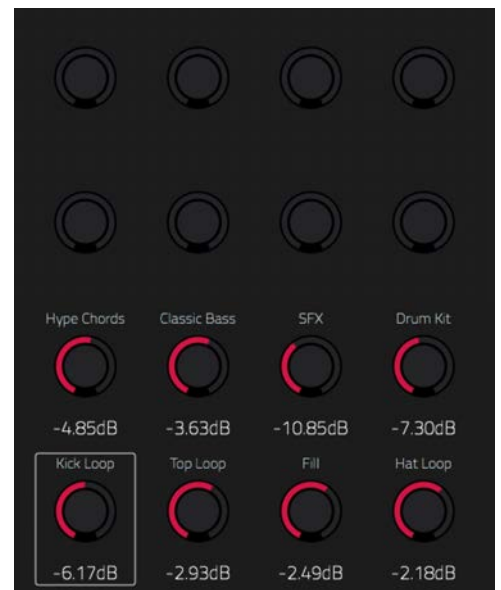 Hype Chords Classic Bass SFX Drum Kit
-4.85dB -3.63dB -10.85dB -7.30dB
Kick Loop Top Loop Fill Hat Loop
-6.17dB -2.93dB -2.49dB -2.18dB